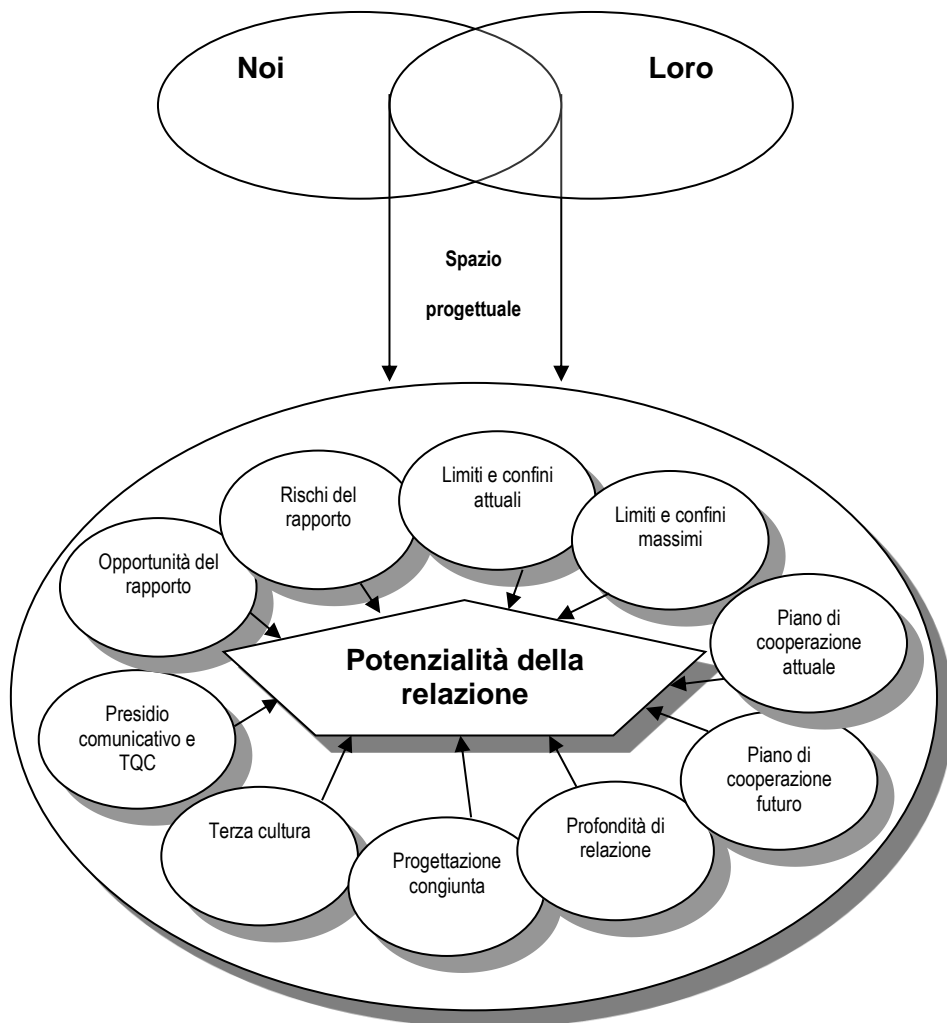 Noi
Loro
Spazio
progettuale
Limiti e confini
attuali
Rischi del
rapporto
Limiti e confini
massimi
Opportunità del
rapporto
Piano di
cooperazione
attuale
Potenzialità della
relazione
Presidio
comunicativo e
TQC
Piano di
cooperazione
futuro
Terza cultura
Profondità di
relazione
Progettazione
congiunta